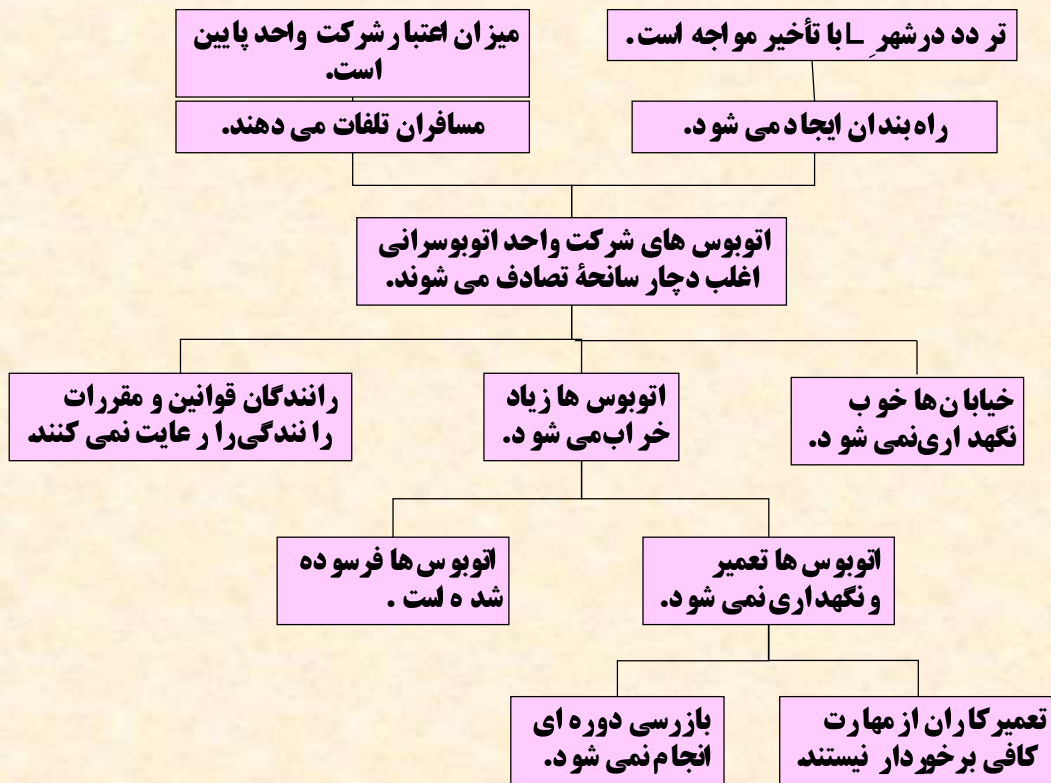 تردد درشهر ِ L با تأخیر مواجه است.
میزان اعتبار شرکت واحد پایین
است.
راه بندان ایجاد می شود.
مسافران تلفات می دهند.
اتوبوس های شرکت واحد اتوبوسرانی
اغلب دچار سانحهٔ تصادف می شوند.
خیابان‌ها خوب
نگهداری نمی شود.
اتوبوس ها زیاد
خراب می شود.
رانندگان قوانین و مقررات
رانندگی را رعایت نمی کنند
اتوبوس ها تعمیر
و نگهداری نمی شود.
اتوبوس ها فرسوده
شده است .
تعمیرکاران از مهارت
کافی برخوردار نیستند
بازرسی دوره ای
انجام نمی شود.